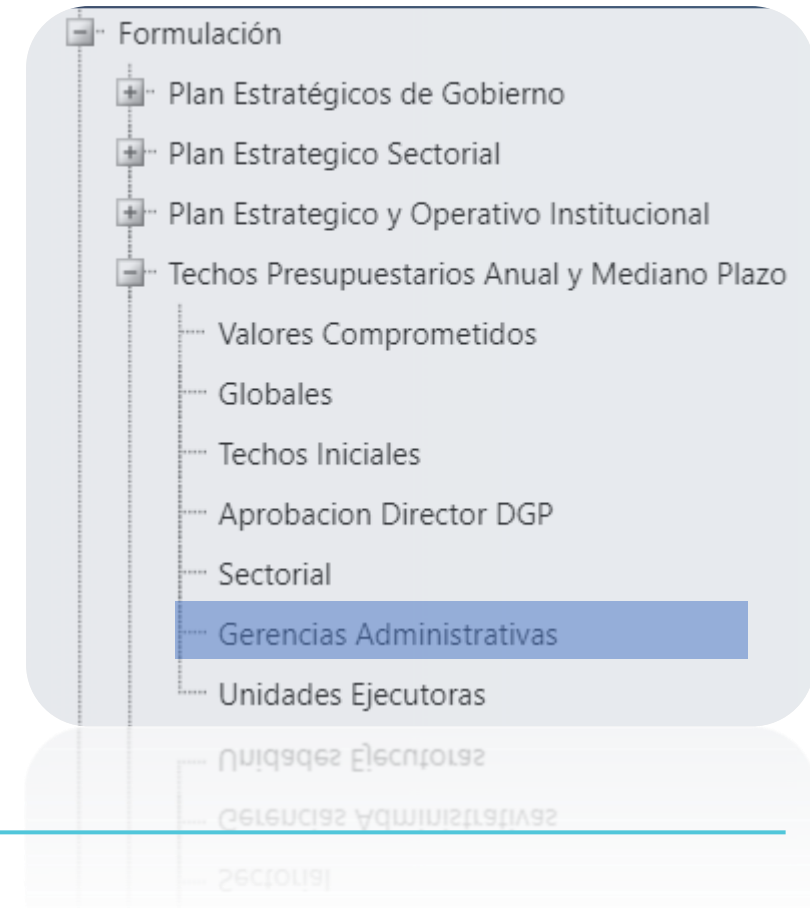 Formulación
Plan Estratégicos de Gobierno
Plan Estrategico Sectorial
Plan Estrategico y Operativo Institucional
Techos Presupuestarios Anual y Mediano Plazo
Valores Comprometidos
Globales
Techos Iniciales
Aprobacion Director DGP
Sectorial
Gerencias Administrativas
Unidades Ejecutoras